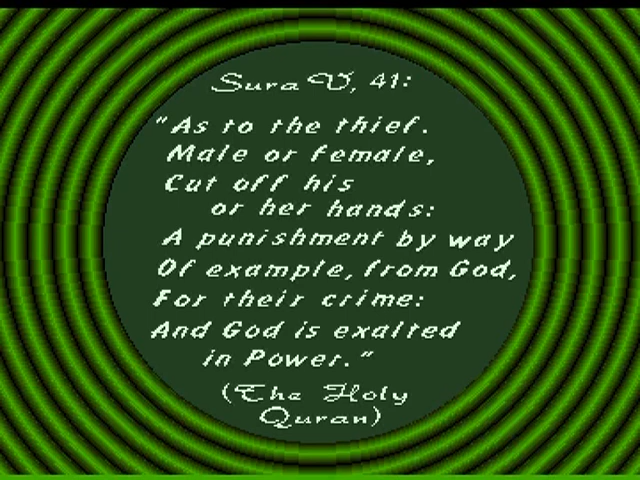 Sura V, 41:
"As to the thief.
Male or female,
Cut off his
or her hands:
A punishment by way
Of example, from God,
For their crime:
And God is exalted
in Power."
(The Holy
Quran)